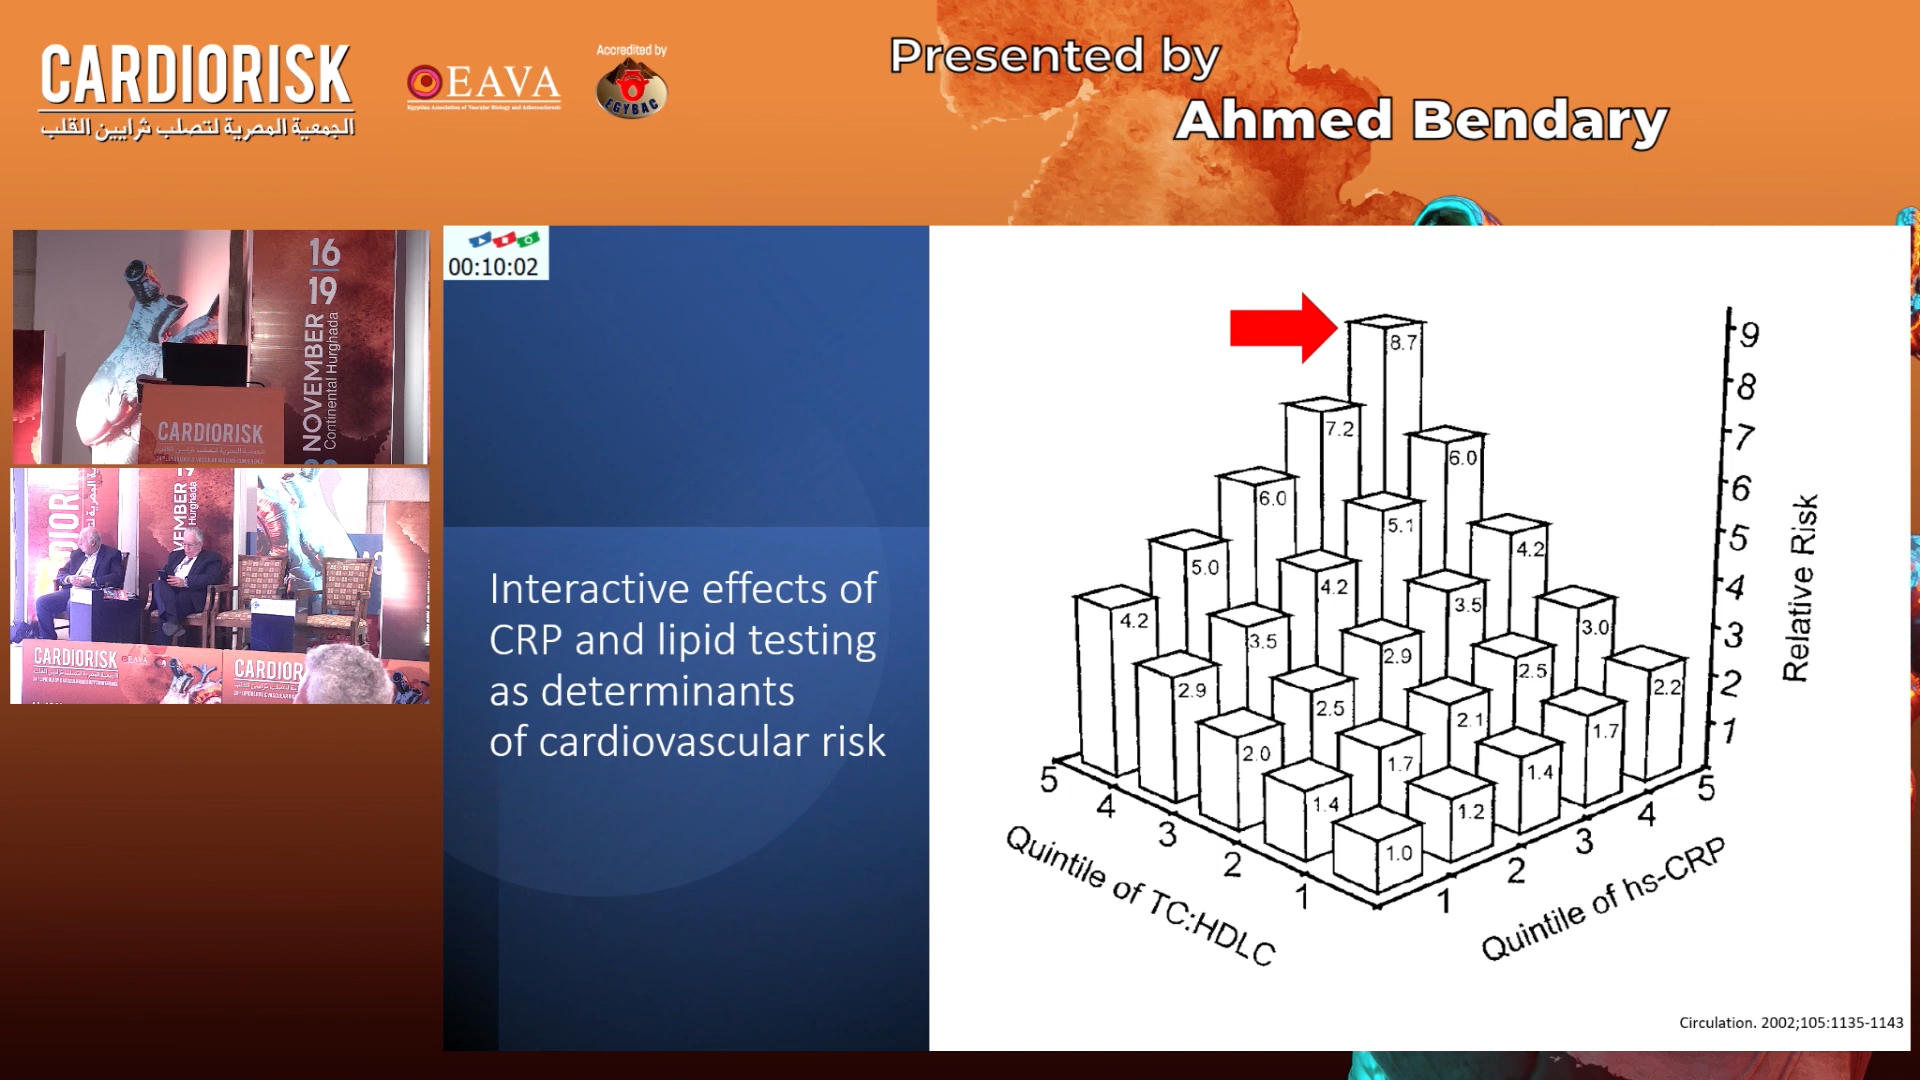 CARDIORISK
الجمعية المصرية لتصلب شرايين القلب
EAVA
Egyptian Association of Vascular Biology and Atherosclerosis
Accredited by
EGYBAC
Presented by
Ahmed Bendary
16
19
NOVEMBER
Continental Hurghada
CARDIORISK
VEMBER 19
Hurghada
CARDIORISK
EAVA
CARDIOR
00:10:02
Interactive effects of
CRP and lipid testing
as determinants
of cardiovascular risk
8.7
7.2
6.0
6.0
5.1
4.2
5.0
4.2
3.5
3.0
4.2
3.5
2.9
2.5
2.2
2.9
2.5
2.1
1.7
2.0
1.7
1.4
1.4
1.2
1.0
9
8
7
6
5
4
3
2
1
Relative Risk
5
4
3
2
1
Quintile of TC:HDLC
1
2
3
4
5
Quintile of hs-CRP
Circulation. 2002;105:1135-1143